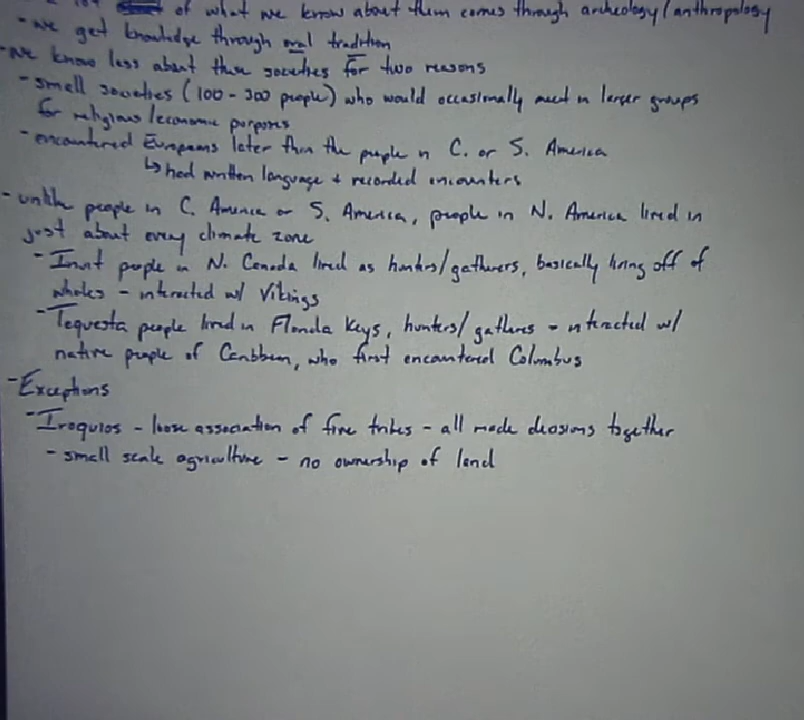 of what we know about them comes through archeology/anthropology
- we get knowledge through oral tradition
- we know less about these societies for two reasons
- small societies (100 - 300 people) who would occasionally meet in larger groups
for religious/economic purposes
- encountered Europeans later than the people in C. or S. America
↳ had written language + recorded encounters
- unlike people in C. America or S. America, people in N. America lived in
just about every climate zone
- Inuit people in N. Canada lived as hunters/gatherers, basically living off of
whales - interacted w/ Vikings
- Tequesta people lived in Florida Keys, hunters/gatherers - interacted w/
native people of Caribbean, who first encountered Columbus
- Exceptions
- Iroquios - loose association of five tribes - all made decisions together
- small scale agriculture - no ownership of land